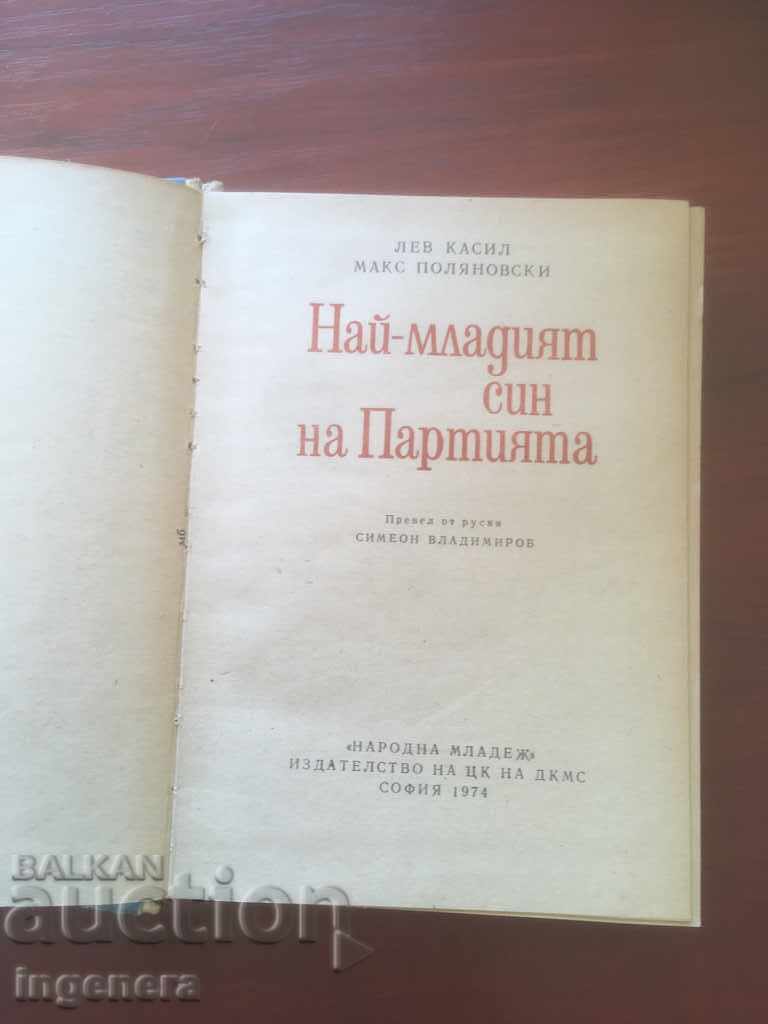 ЛЕВ КАСИЛ
МАКС ПОЛЯНОВСКИ
Най-младият
син
на Партията
Превел от руски
СИМЕОН ВЛАДИМИРОВ
«НАРОДНА МЛАДЕЖ»
ИЗДАТЕЛСТВО НА ЦК НА ДКМС
СОФИЯ 1974
BALKAN
auction
ingenera